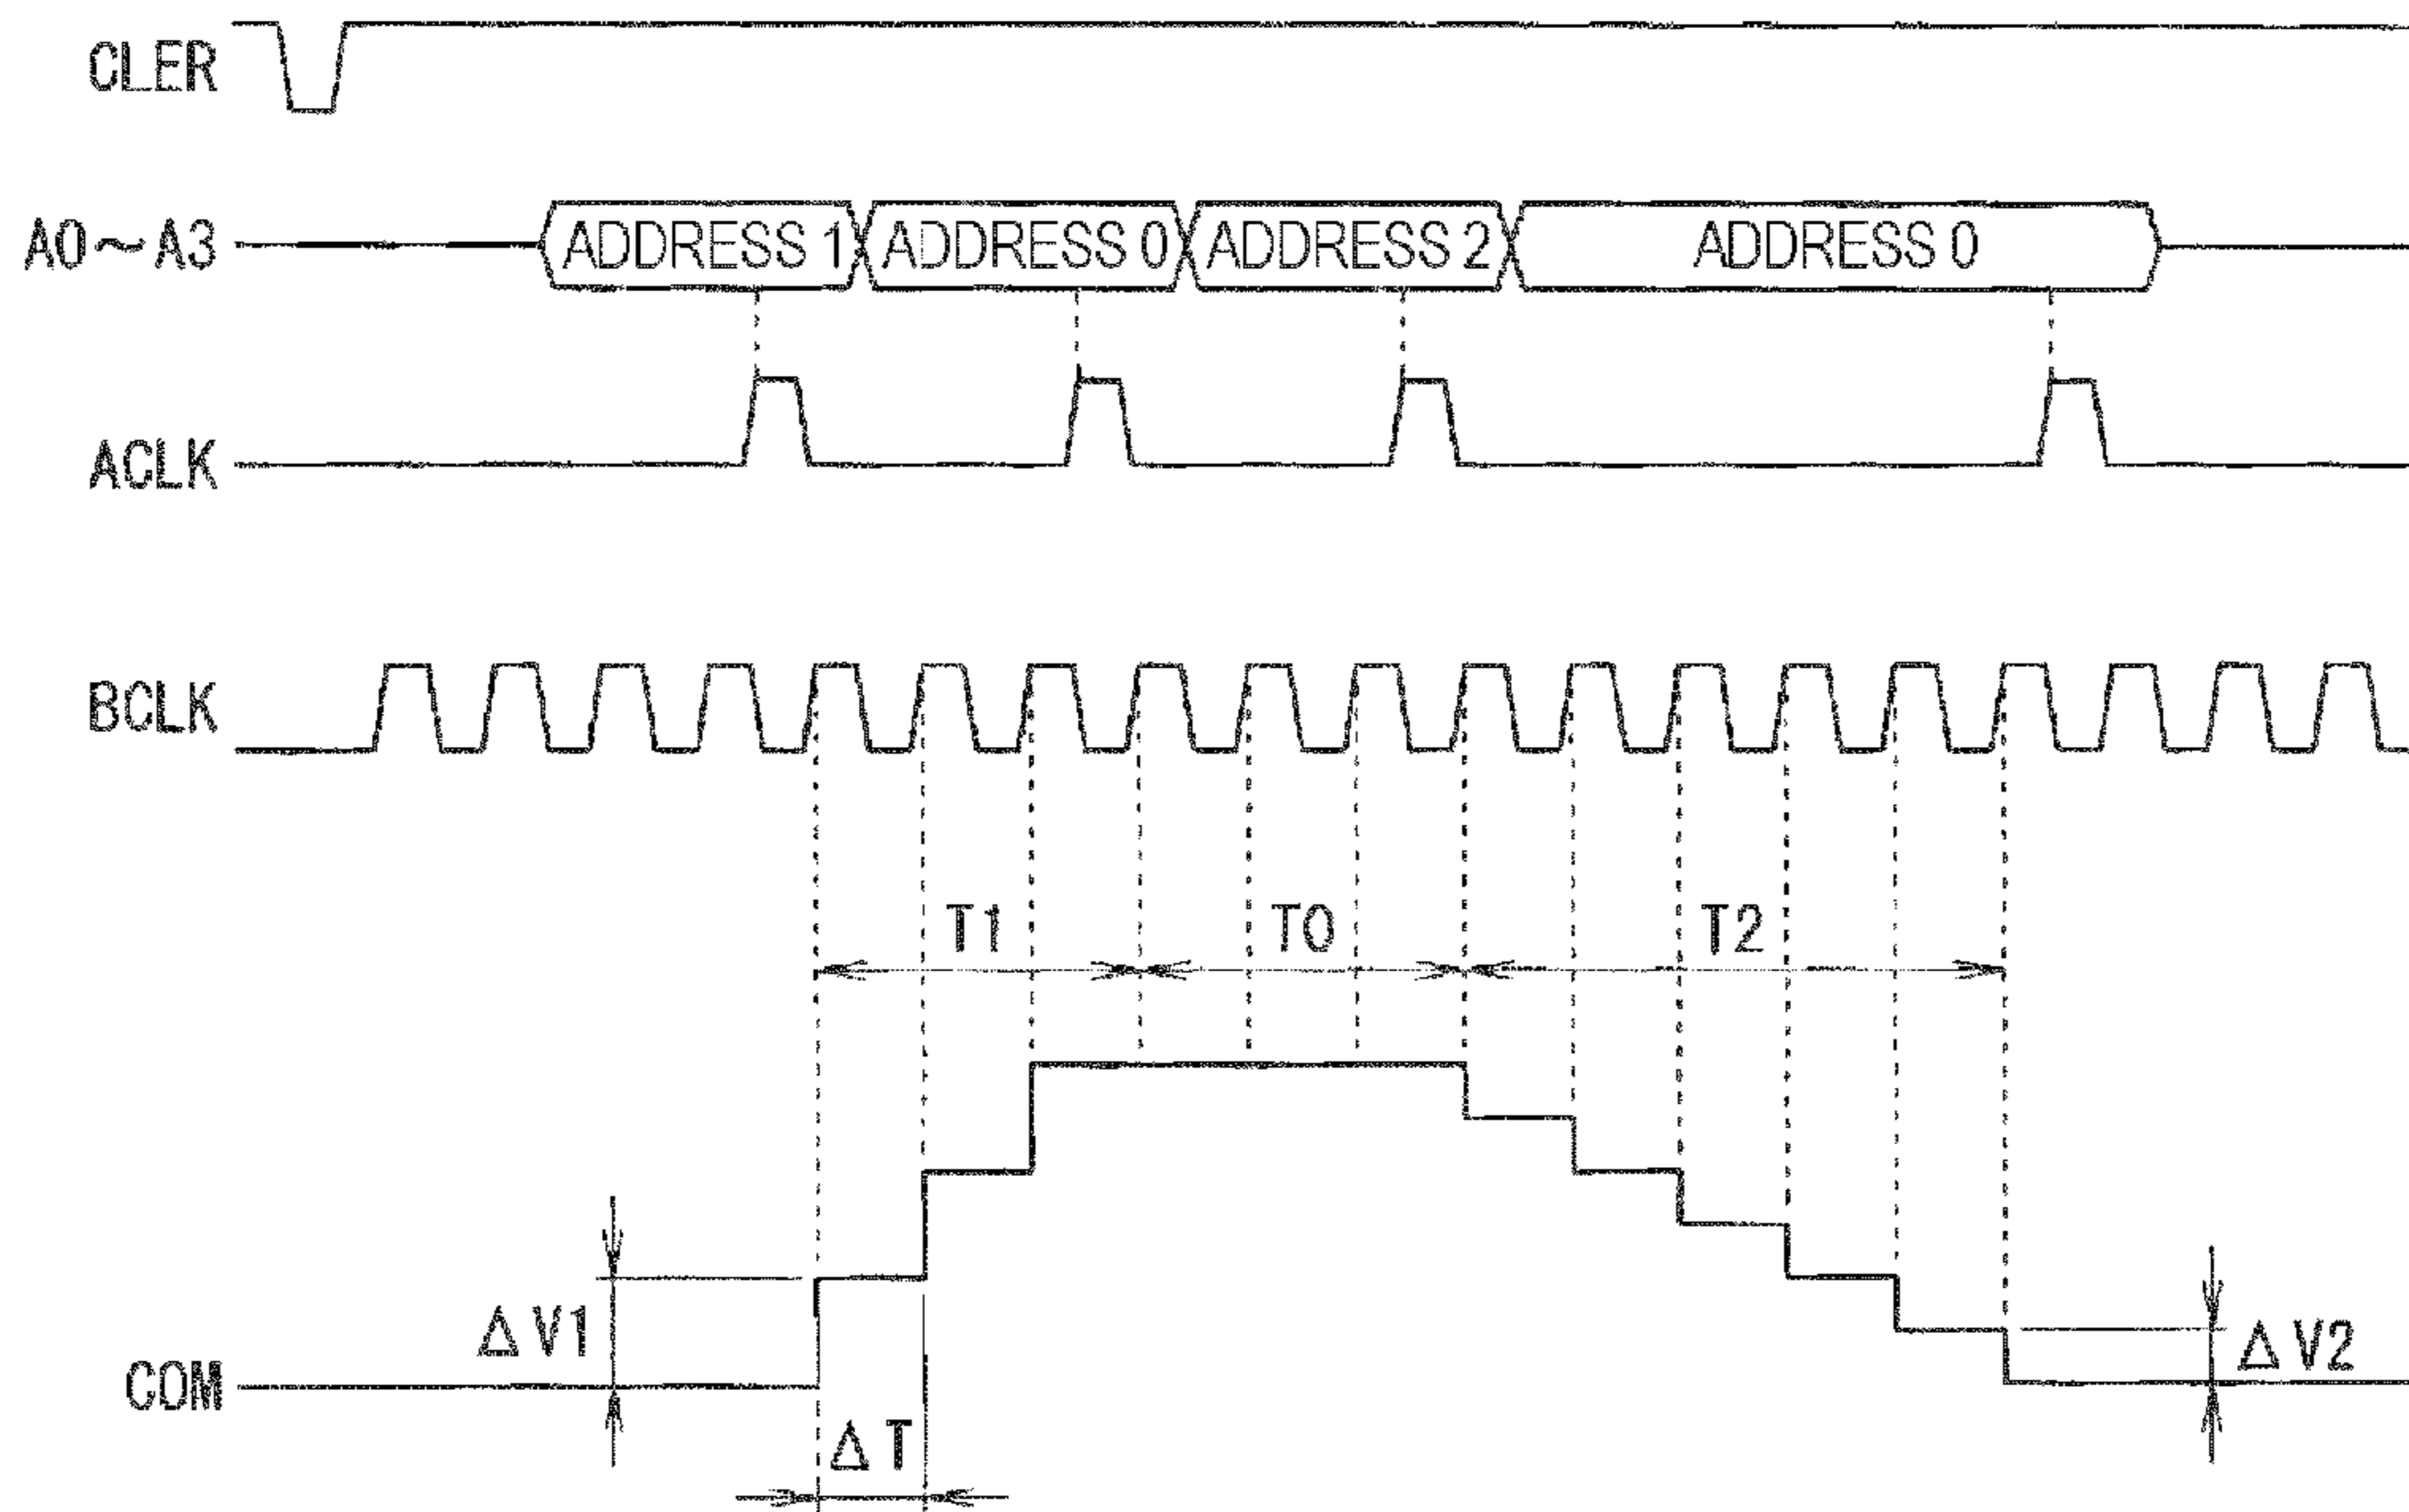 CLER
A0~A3 ADDRESS 1 ADDRESS 0 ADDRESS 2 ADDRESS 0
ACLK
BCLK
T1 T0 T2
ΔV1
ΔV2
COM
ΔT